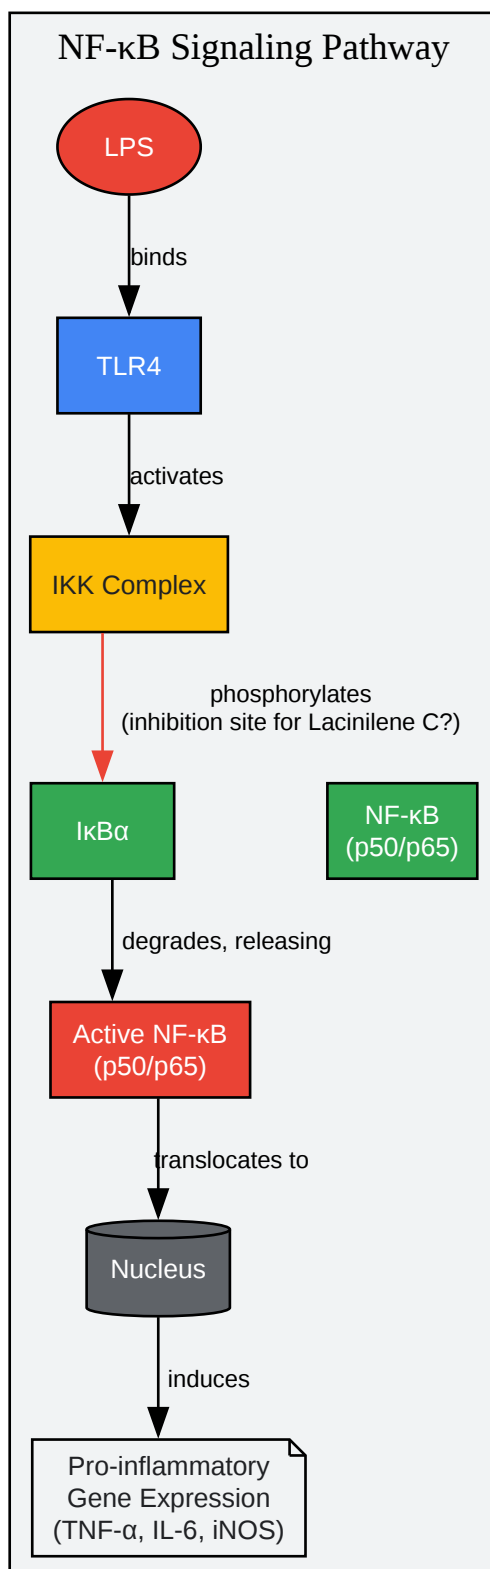 NF-κB Signaling Pathway
LPS
binds
TLR4
activates
IKK Complex
phosphorylates
(inhibition site for Lacinilene C?)
IκBα
NF-κB
(p50/p65)
degrades, releasing
Active NF-κB
(p50/p65)
translocates to
Nucleus
induces
Pro-inflammatory
Gene Expression
(TNF-α, IL-6, iNOS)